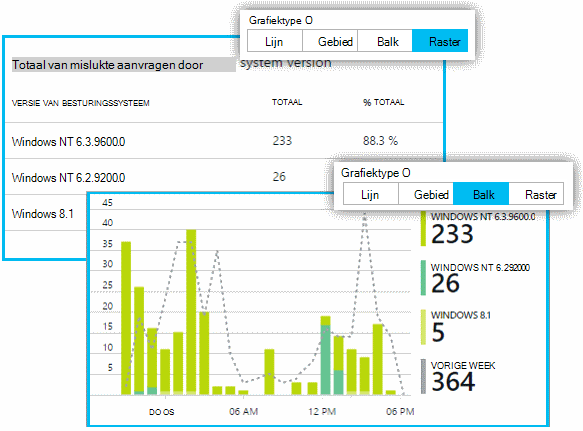 Grafiektype O
Lijn Gebied Balk Raster
Totaal van mislukte aanvragen door system version
VERSIE VAN BESTURINGSSYSTEEM TOTAAL % TOTAAL
Windows NT 6.3.9600.0 233 88.3 %
Windows NT 6.2.9200.0 26
Windows 8.1
Grafiektype O
Lijn Gebied Balk Raster
45
40
35
30
25
20
15
10
5
DO OS 06 AM 12 PM 06 PM
WINDOWS NT 6.3.9600.0
233
WINDOWS NT 6.292000
26
WINDOWS 8.1
5
VORIGE WEEK
364